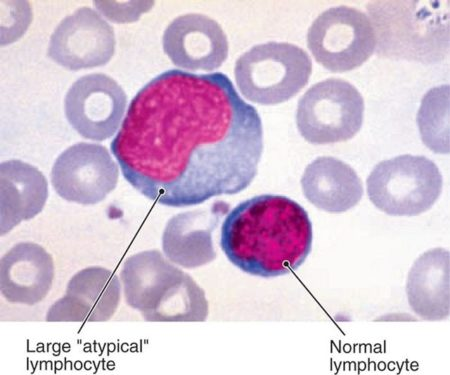 Large "atypical"
lymphocyte
Normal
lymphocyte